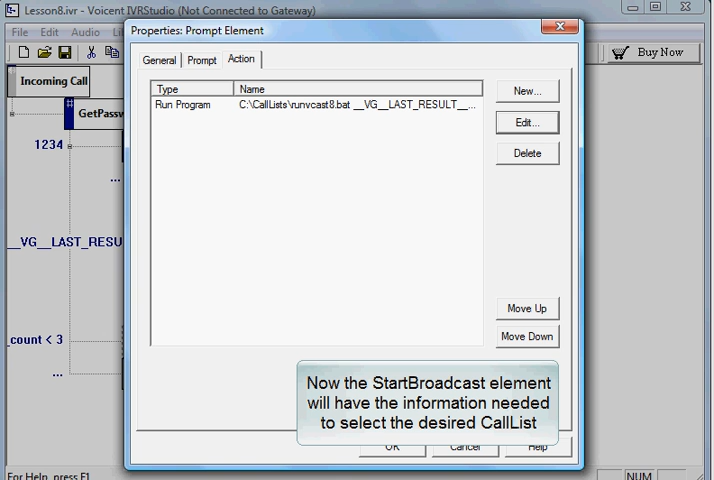 Lesson8.ivr - Voicent IVRStudio (Not Connected to Gateway)
File Edit Audio
Buy Now
Incoming Call
1234
...
__VG__LAST_RESU
_count < 3
...
For Help, press F1
NUM
Properties: Prompt Element
General Prompt Action
Type Name
Run Program C:\CallLists\runvcast8.bat __VG__LAST_RESULT__...
New...
Edit...
Delete
Move Up
Move Down
Now the StartBroadcast element
will have the information needed
to select the desired CallList
OK Cancel Help